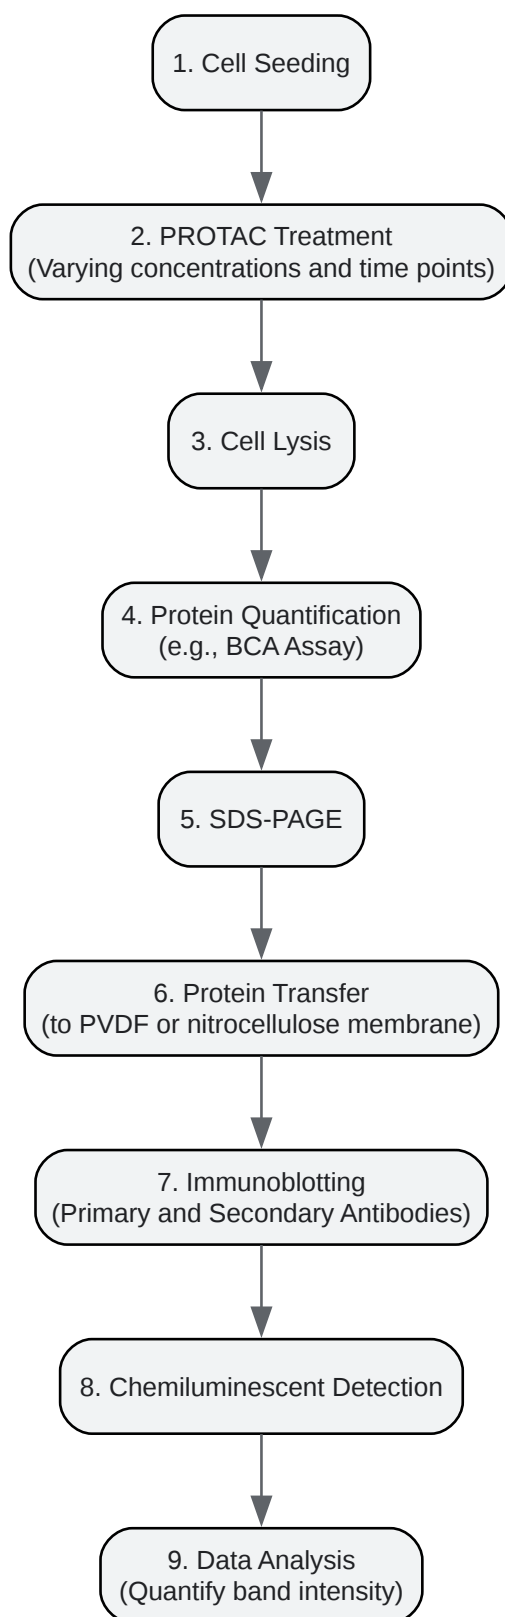 1. Cell Seeding
2. PROTAC Treatment
(Varying concentrations and time points)
3. Cell Lysis
4. Protein Quantification
(e.g., BCA Assay)
5. SDS-PAGE
6. Protein Transfer
(to PVDF or nitrocellulose membrane)
7. Immunoblotting
(Primary and Secondary Antibodies)
8. Chemiluminescent Detection
9. Data Analysis
(Quantify band intensity)